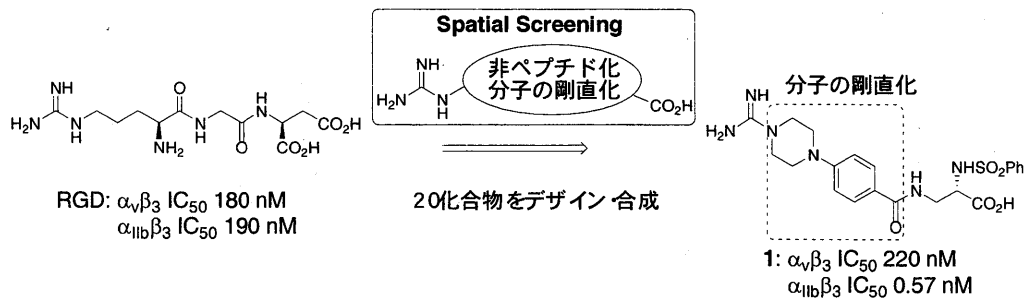 Spatial Screening
非ペプチド化
分子の剛直化
NH
H2N
N
H
CO2H
NH
H2N
N
H
O
NH2
N
H
O
H
N
CO2H
CO2H
RGD: αvβ3 IC50 180 nM
αIIbβ3 IC50 190 nM
20化合物をデザイン・合成
分子の剛直化
NH
H2N
N
N
O
H
N
NHSO2Ph
CO2H
1: αvβ3 IC50 220 nM
αIIbβ3 IC50 0.57 nM